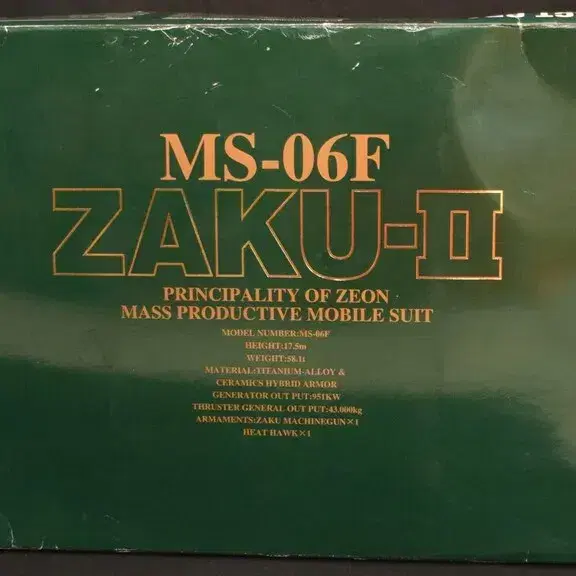 MS-06F
ZAKU-II
PRINCIPALITY OF ZEON
MASS PRODUCTIVE MOBILE SUIT
MODEL NUMBER:MS-06F
HEIGHT:17.5m
WEIGHT:58.1t
MATERIAL:TITANIUM-ALLOY &
CERAMICS HYBRID ARMOR
GENERATOR OUT PUT:951KW
THRUSTER GENERAL OUT PUT:43.000kg
ARMAMENTS:ZAKU MACHINEGUN×1
HEAT HAWK×1